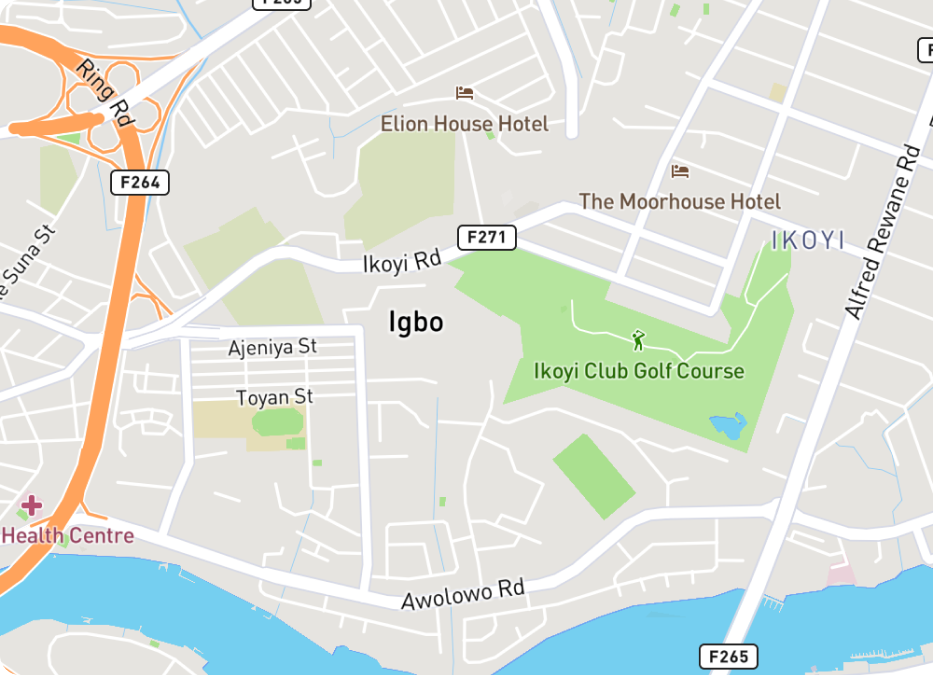 Ring Rd
Elion House Hotel
F264
The Moorhouse Hotel
Alfred Rewane Rd
F271
IKOYI
Suna St
Ikoyi Rd
Igbo
Ajeniya St
Ikoyi Club Golf Course
Toyan St
Health Centre
Awolowo Rd
F265